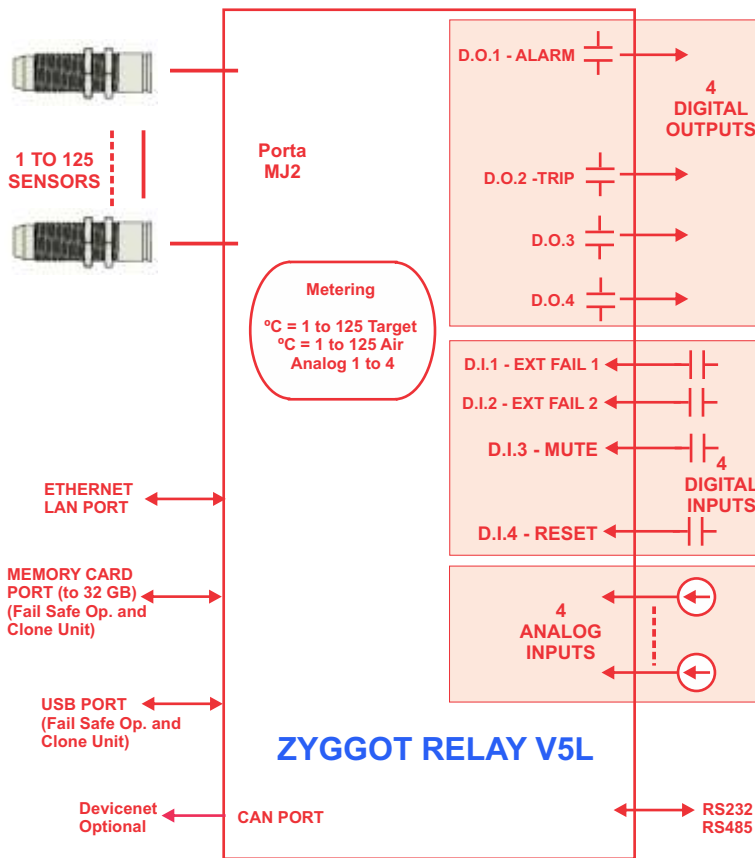 1 TO 125
SENSORS
Porta
MJ2
D.O.1 - ALARM
D.O.2 -TRIP
D.O.3
D.O.4
4
DIGITAL
OUTPUTS
Metering
ºC = 1 to 125 Target
ºC = 1 to 125 Air
Analog 1 to 4
D.I.1 - EXT FAIL 1
D.I.2 - EXT FAIL 2
D.I.3 - MUTE
D.I.4 - RESET
4
DIGITAL
INPUTS
ETHERNET
LAN PORT
MEMORY CARD
PORT (to 32 GB)
(Fail Safe Op. and
Clone Unit)
4
ANALOG
INPUTS
USB PORT
(Fail Safe Op. and
Clone Unit)
ZYGGOT RELAY V5L
Devicenet
Optional
CAN PORT
RS232
RS485